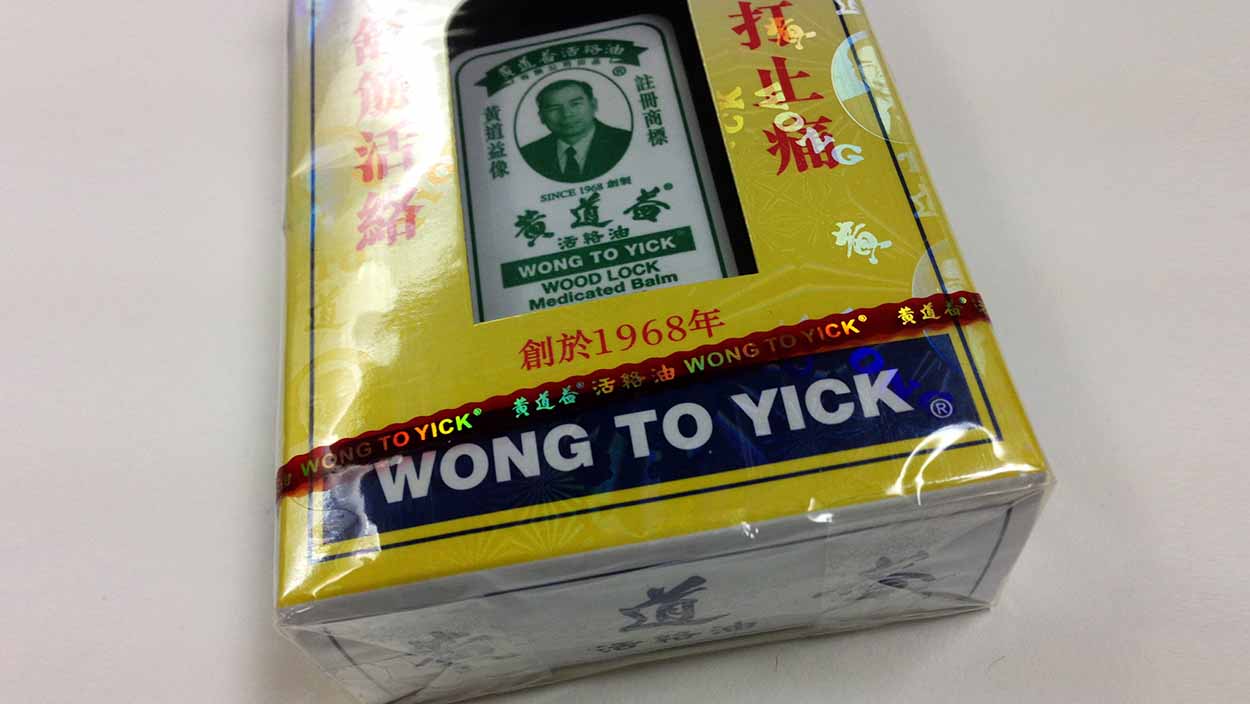 舒筋活絡
打止痛
黃道益活絡油
®
黃道益像
註冊商標
SINCE 1968 創製
黃道益®
活絡油
WONG TO YICK
WOOD LOCK
Medicated Balm
創於1968年
WONG TO YICK® 黃道益® 活絡油 WONG TO YICK® 黃道益®
WONG TO YICK ®
WONG
道